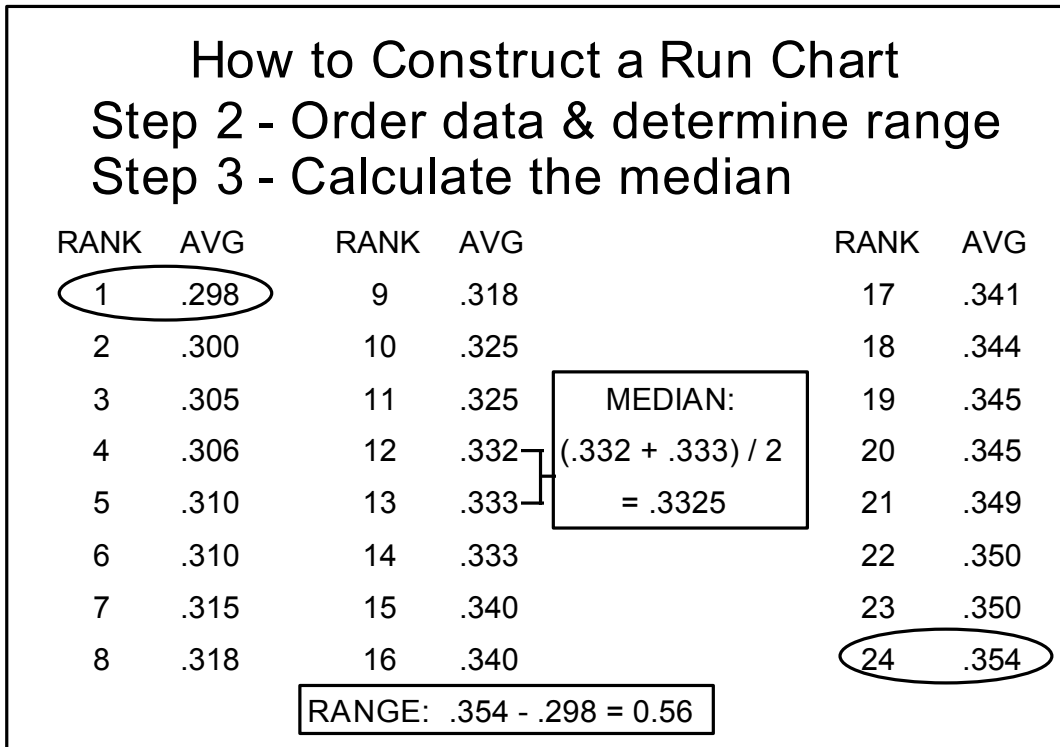 How to Construct a Run Chart
Step 2 - Order data & determine range
Step 3 - Calculate the median
RANK AVG RANK AVG RANK AVG
1 .298 9 .318 17 .341
2 .300 10 .325 18 .344
3 .305 11 .325 MEDIAN: 19 .345
4 .306 12 .332 (.332 + .333) / 2 20 .345
5 .310 13 .333 = .3325 21 .349
6 .310 14 .333 22 .350
7 .315 15 .340 23 .350
8 .318 16 .340 24 .354
RANGE: .354 - .298 = 0.56